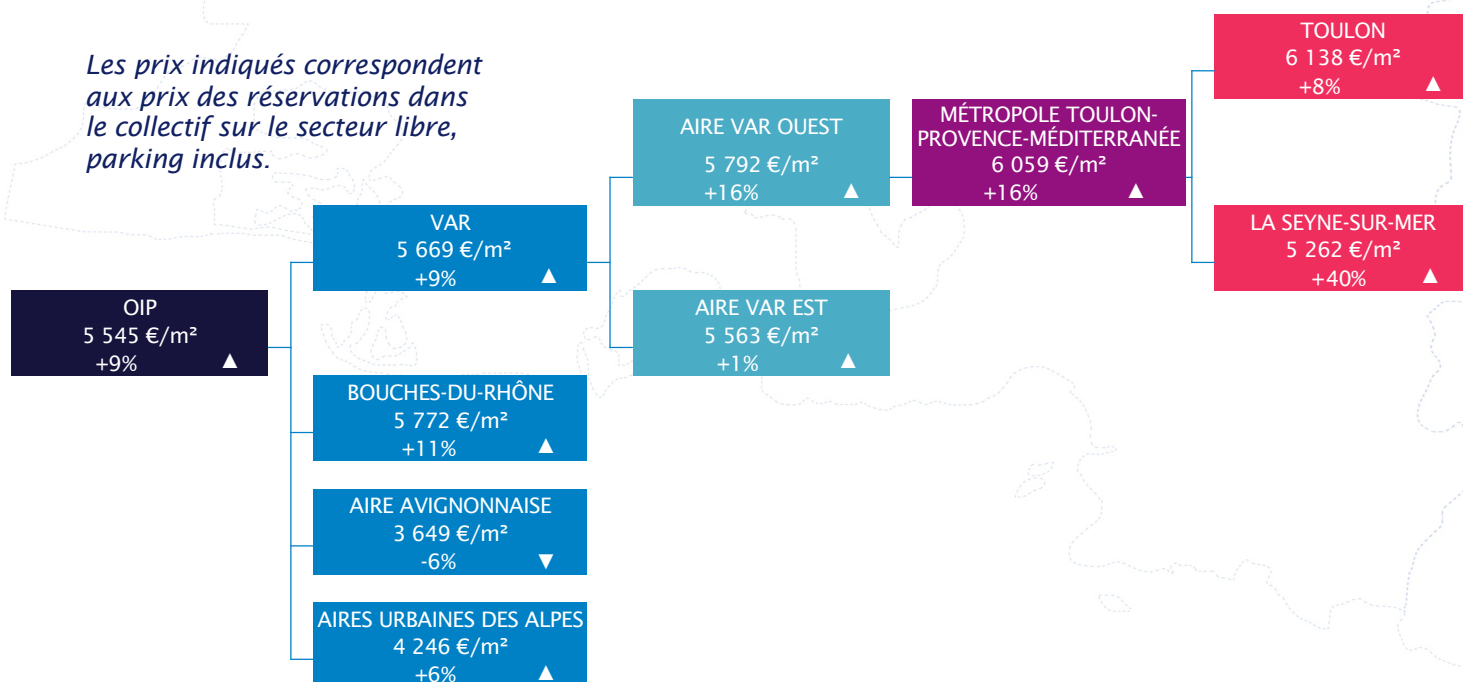 Les prix indiqués correspondent
aux prix des réservations dans
le collectif sur le secteur libre,
parking inclus.
OIP
5 545 €/m²
+9% ▲
VAR
5 669 €/m²
+9% ▲
BOUCHES-DU-RHÔNE
5 772 €/m²
+11% ▲
AIRE AVIGNONNAISE
3 649 €/m²
-6% ▼
AIRES URBAINES DES ALPES
4 246 €/m²
+6% ▲
AIRE VAR OUEST
5 792 €/m²
+16% ▲
AIRE VAR EST
5 563 €/m²
+1% ▲
MÉTROPOLE TOULON-
PROVENCE-MÉDITERRANÉE
6 059 €/m²
+16% ▲
TOULON
6 138 €/m²
+8% ▲
LA SEYNE-SUR-MER
5 262 €/m²
+40% ▲